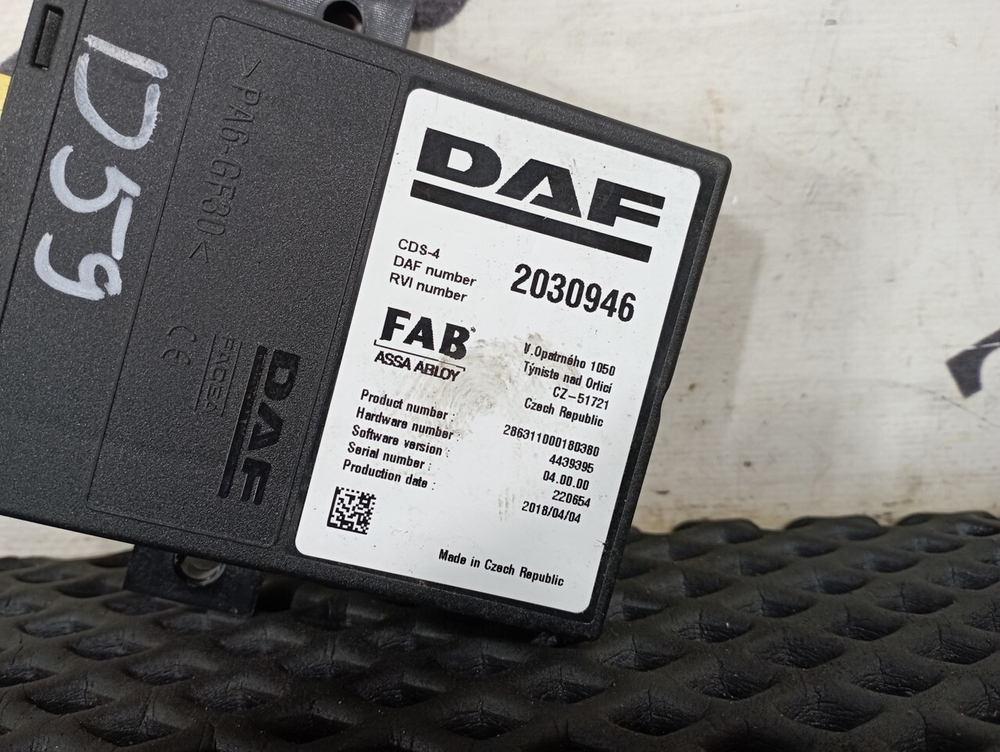 D59
>PA6-GF30<
CE
DAF
DAF
CDS-4
DAF number
RVI number
2030946
FAB
ASSA ABLOY
V.Opatrného 1050
Týniste nad Orlicí
CZ-51721
Czech Republic
Product number : 286311000180380
Hardware number : 4439395
Software version : 04.00.00
Serial number : 220654
Production date : 2018/04/04
Made in Czech Republic